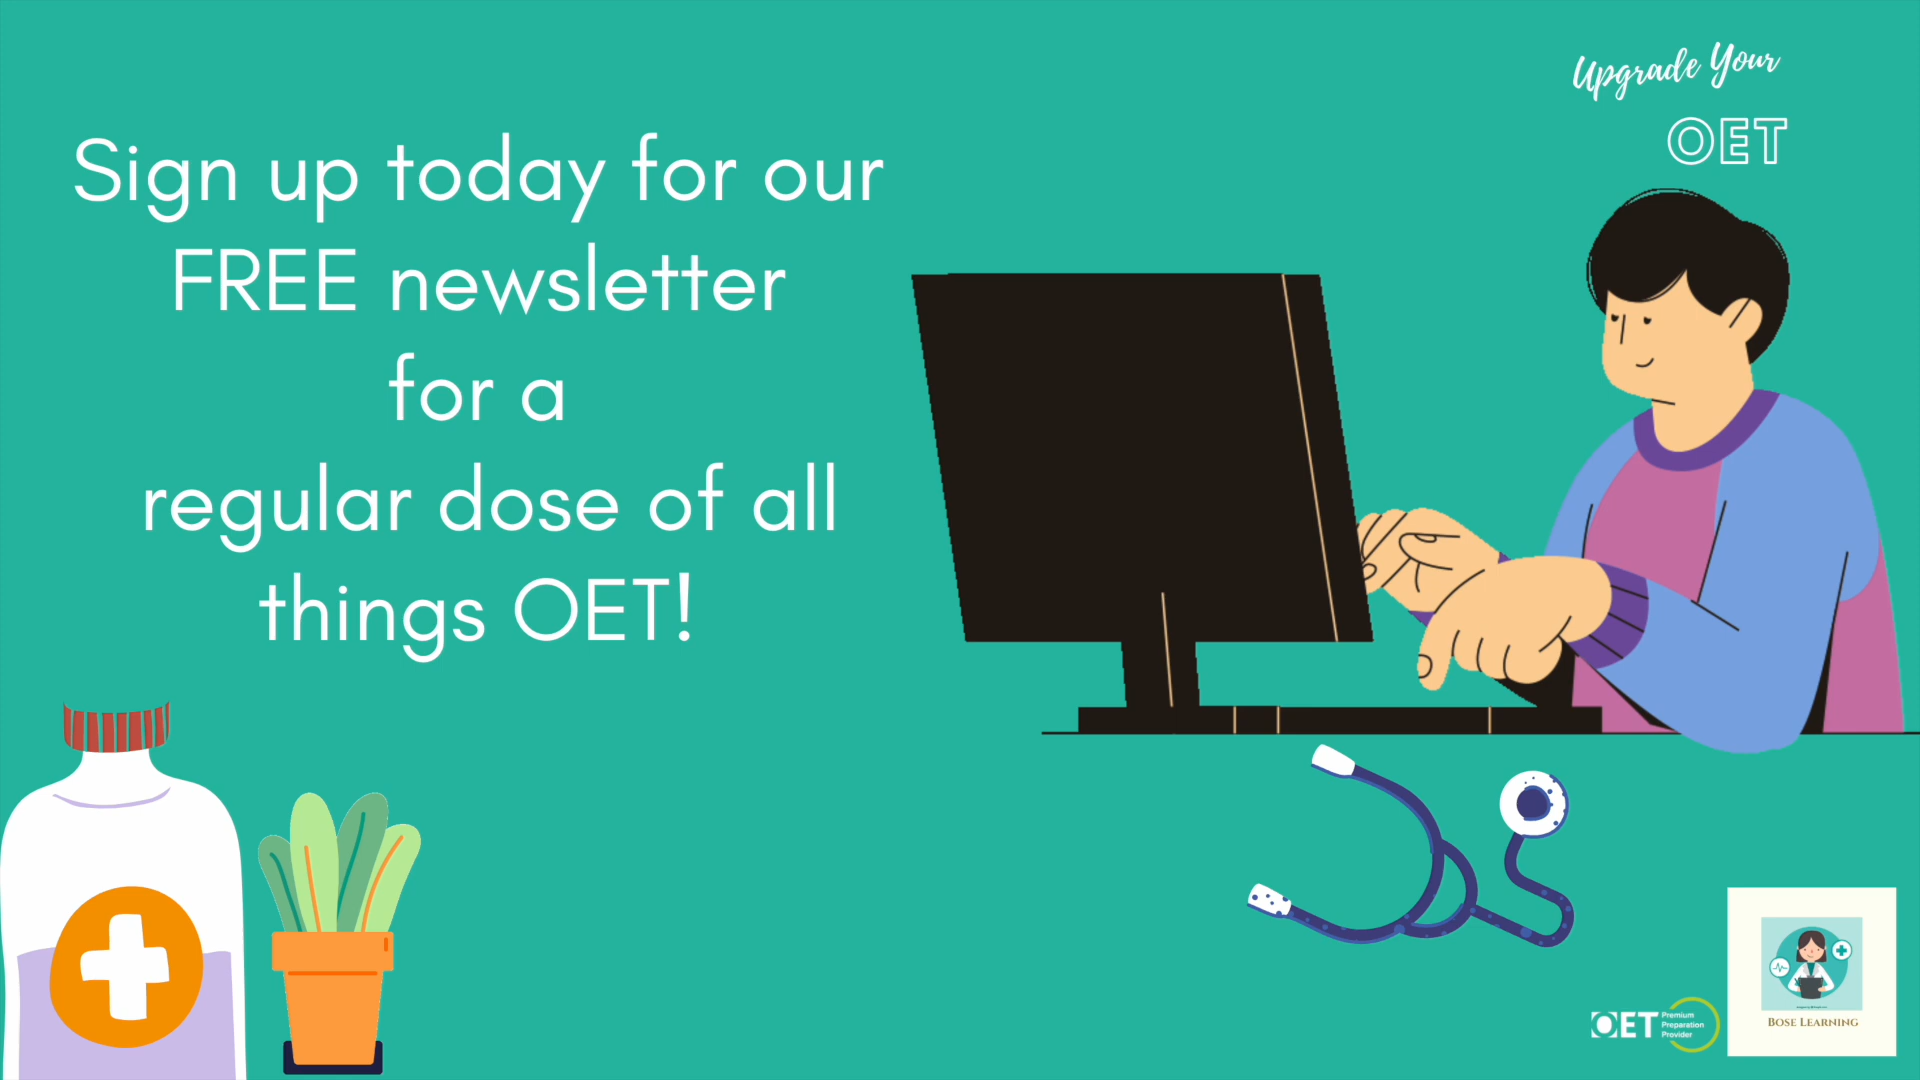 Upgrade Your
OET
Sign up today for our
FREE newsletter
for a
regular dose of all
things OET!
OET Premium
Preparation
Provider
BOSE LEARNING